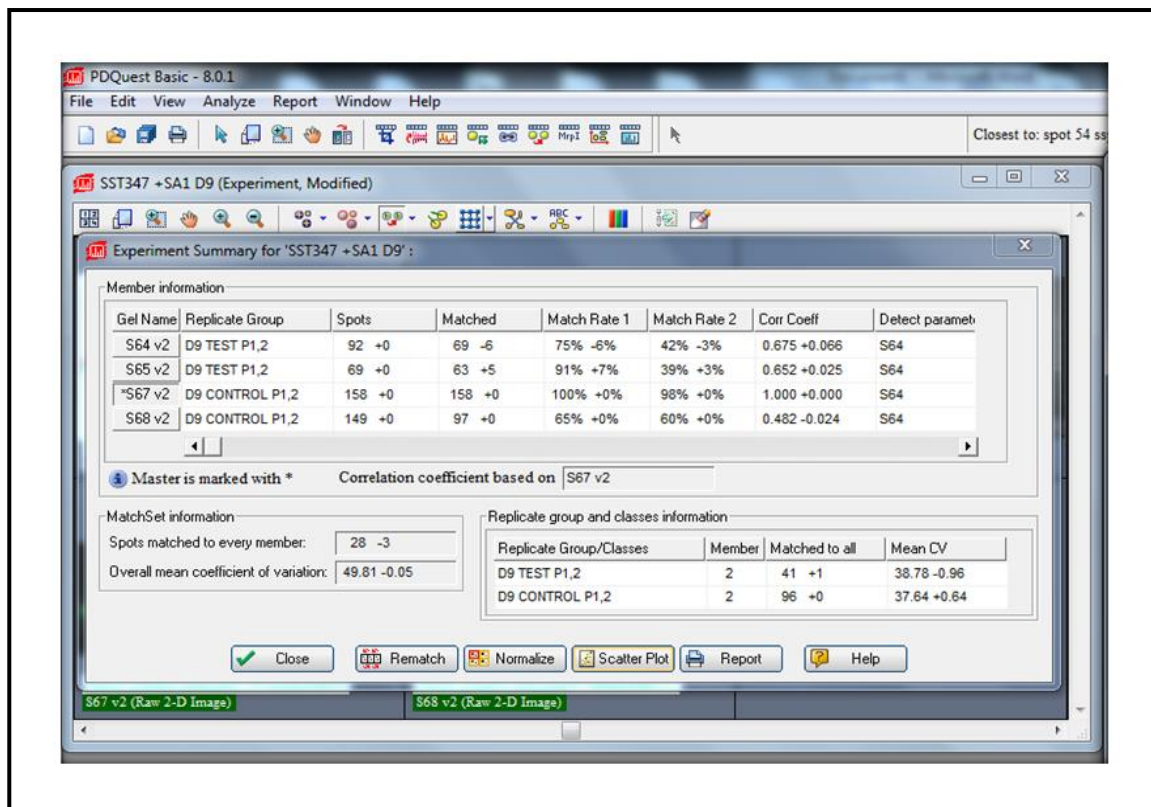 PDQuest Basic - 8.0.1
File Edit View Analyze Report Window Help
MrpI
Closest to: spot 54 ss
SST347 +SA1 D9 (Experiment, Modified)
ABC
Experiment Summary for 'SST347 +SA1 D9' :
Member information
Gel Name Replicate Group Spots Matched Match Rate 1 Match Rate 2 Corr Coeff Detect paramet
S64 v2 D9 TEST P1,2 92 +0 69 -6 75% -6% 42% -3% 0.675 +0.066 S64
S65 v2 D9 TEST P1,2 69 +0 63 +5 91% +7% 39% +3% 0.652 +0.025 S64
*S67 v2 D9 CONTROL P1,2 158 +0 158 +0 100% +0% 98% +0% 1.000 +0.000 S64
S68 v2 D9 CONTROL P1,2 149 +0 97 +0 65% +0% 60% +0% 0.482 -0.024 S64
Master is marked with * Correlation coefficient based on S67 v2
MatchSet information
Spots matched to every member: 28 -3
Overall mean coefficient of variation: 49.81 -0.05
Replicate group and classes information
Replicate Group/Classes Member Matched to all Mean CV
D9 TEST P1,2 2 41 +1 38.78 -0.96
D9 CONTROL P1,2 2 96 +0 37.64 +0.64
Close Rematch Normalize Scatter Plot Report Help
S67 v2 (Raw 2-D Image) S68 v2 (Raw 2-D Image)